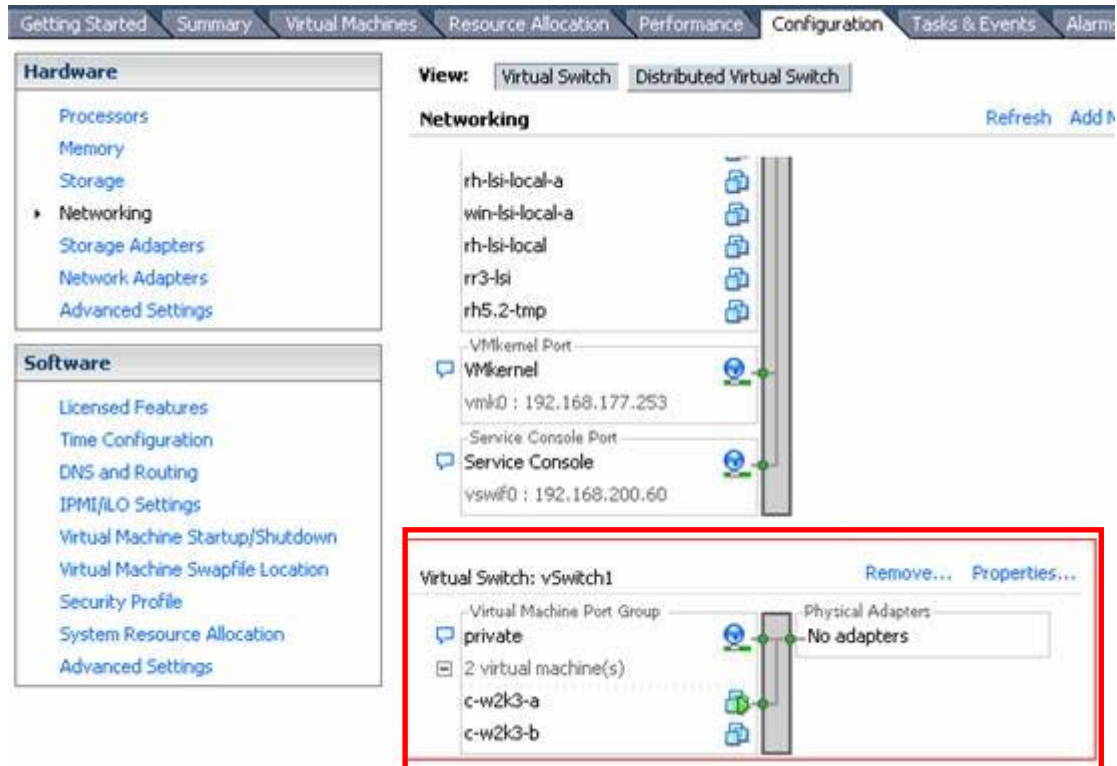 Getting Started Summary Virtual Machines Resource Allocation Performance Configuration Tasks & Events Alarms
Hardware
Processors
Memory
Storage
Networking
Storage Adapters
Network Adapters
Advanced Settings
Software
Licensed Features
Time Configuration
DNS and Routing
IPMI/iLO Settings
Virtual Machine Startup/Shutdown
Virtual Machine Swapfile Location
Security Profile
System Resource Allocation
Advanced Settings
View: Virtual Switch Distributed Virtual Switch
Networking Refresh Add
rh-lsi-local-a
win-lsi-local-a
rh-lsi-local
rr3-lsi
rh5.2-tmp
VMkernel Port
VMkernel
vmk0 : 192.168.177.253
Service Console Port
Service Console
vswif0 : 192.168.200.60
Virtual Switch: vSwitch1 Remove... Properties...
Virtual Machine Port Group Physical Adapters
private No adapters
2 virtual machine(s)
c-w2k3-a
c-w2k3-b